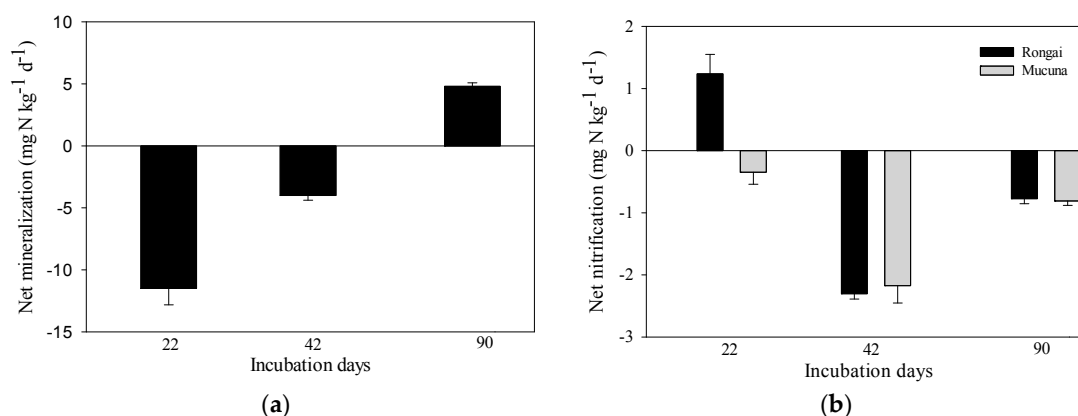 Net mineralization (mg N kg⁻¹ d⁻¹)
10
5
0
-5
-10
-15
22 42 90
Incubation days
(a)
Net nitrification (mg N kg⁻¹ d⁻¹)
2
1
0
-1
-2
-3
Rongai
Mucuna
22 42 90
Incubation days
(b)